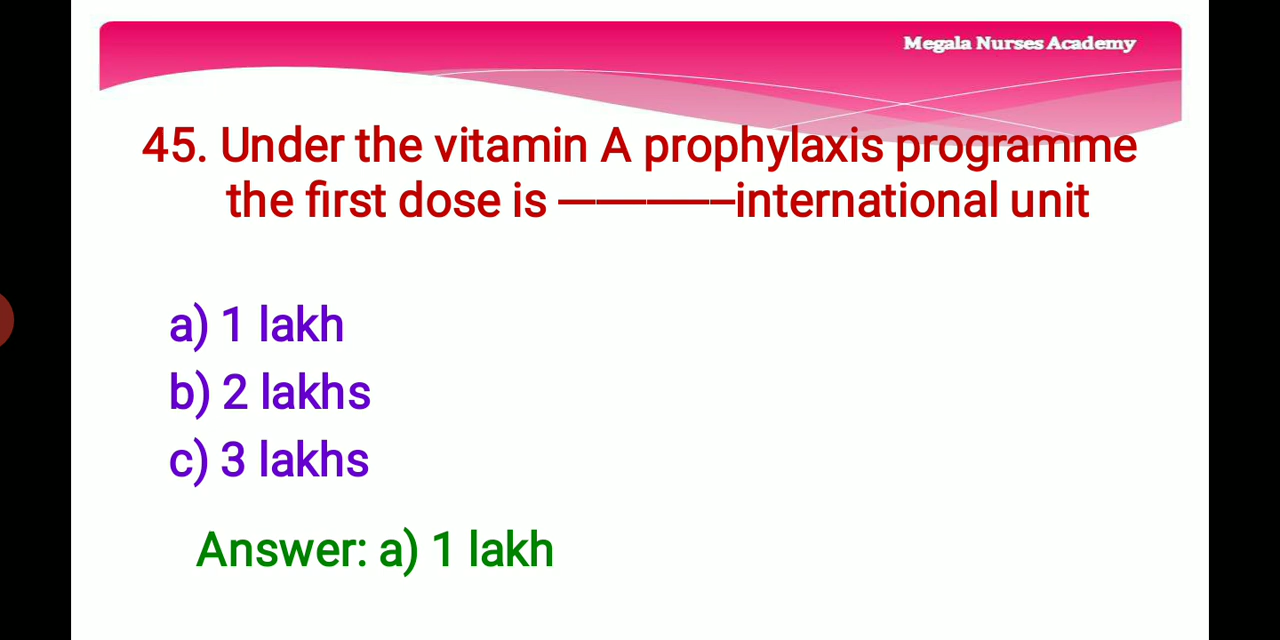 Megala Nurses Academy
45. Under the vitamin A prophylaxis programme
the first dose is ————–international unit
a) 1 lakh
b) 2 lakhs
c) 3 lakhs
Answer: a) 1 lakh